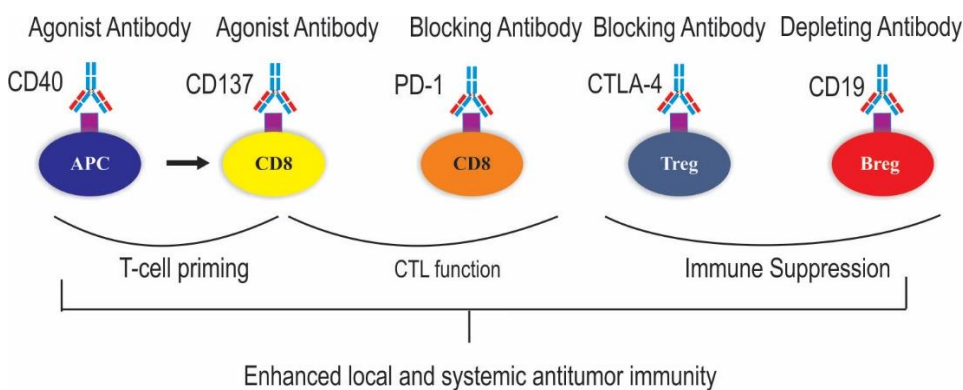 Agonist Antibody Agonist Antibody Blocking Antibody Blocking Antibody Depleting Antibody
CD40 CD137 PD-1 CTLA-4 CD19
APC CD8 CD8 Treg Breg
T-cell priming CTL function Immune Suppression
Enhanced local and systemic antitumor immunity